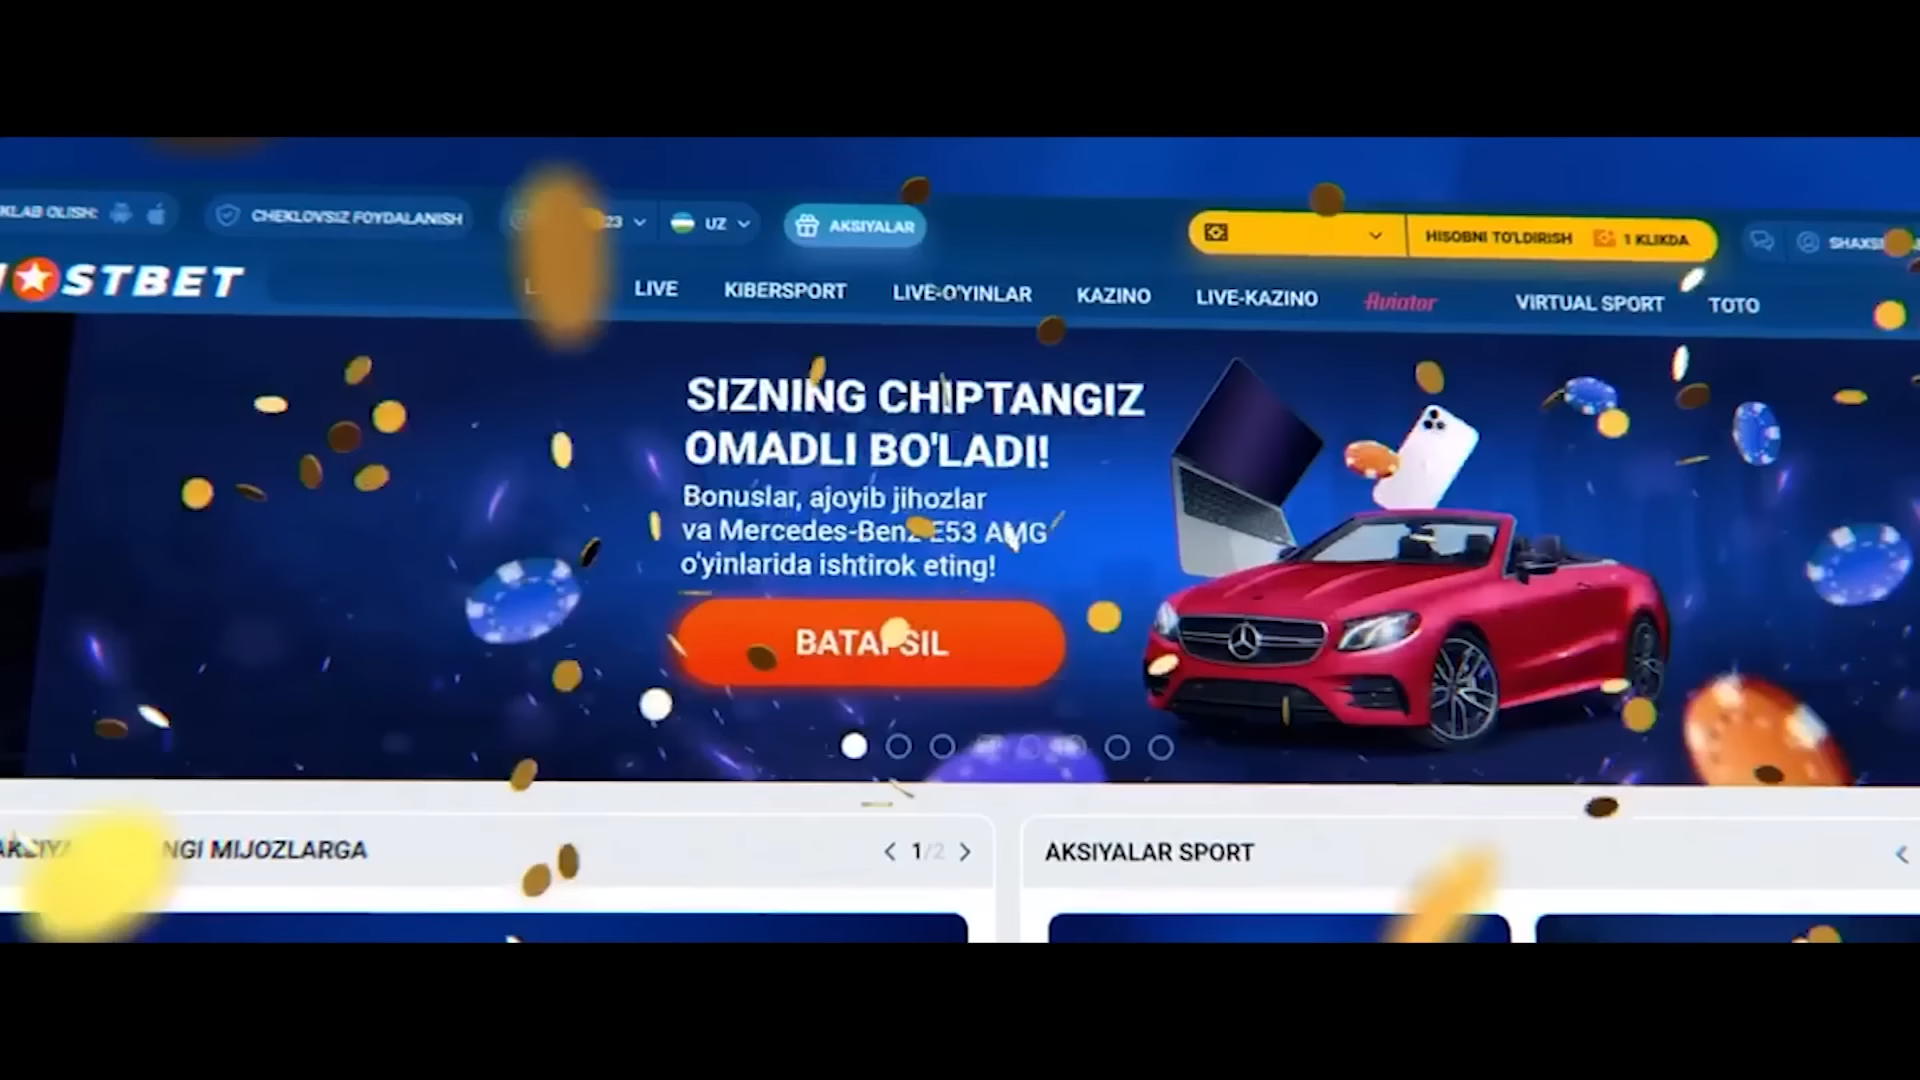 CHEKLOVSIZ FOYDALANISH
UZ
AKSIYALAR
HISOBNI TO'LDIRISH
1 KLIKDA
STBET
LIVE
KIBERSPORT
LIVE-O'YINLAR
KAZINO
LIVE-KAZINO
Aviator
VIRTUAL SPORT
TOTO
SIZNING CHIPTANGIZ
OMADLI BO'LADI!
Bonuslar, ajoyib jihozlar
va Mercedes-Benz E53 AMG
o'yinlarida ishtirok eting!
BATAFSIL
MIJOZLARGA
1/2
AKSIYALAR SPORT